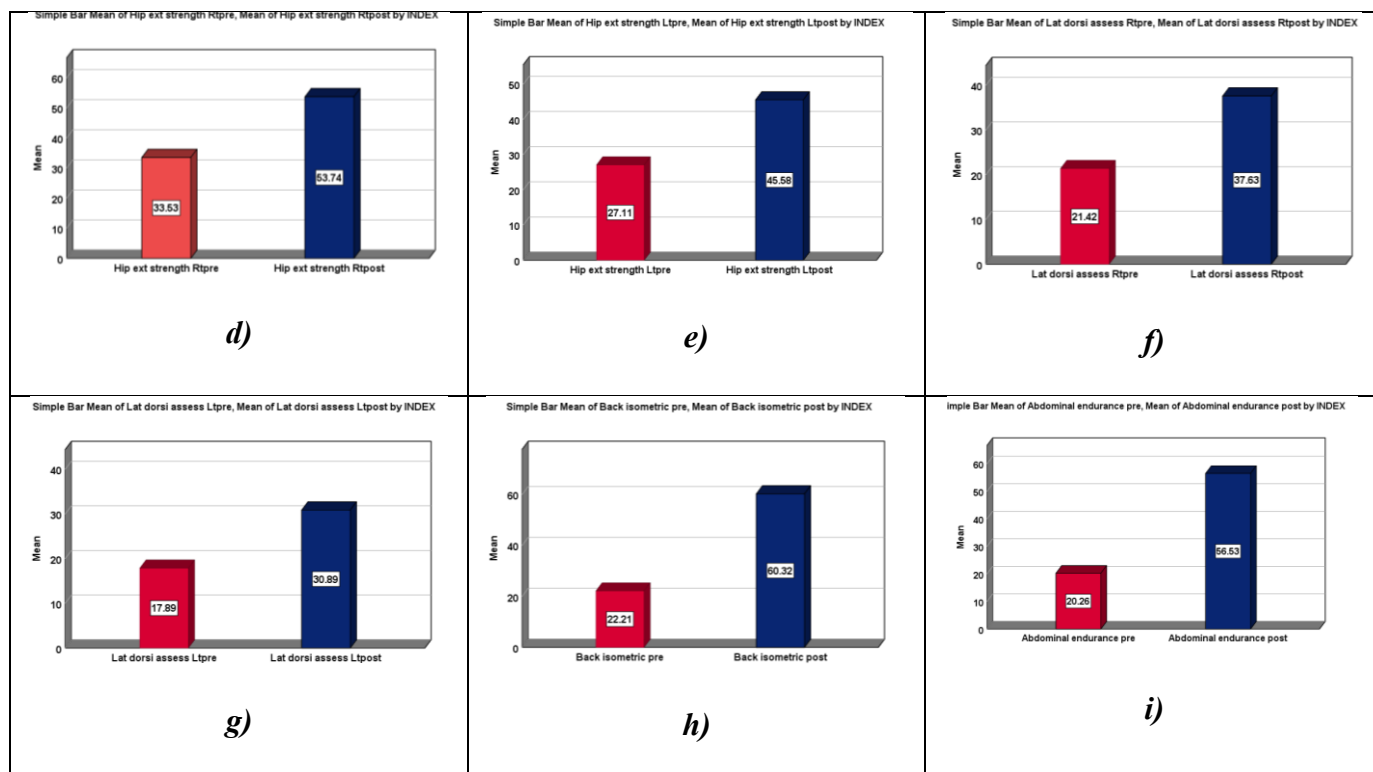 Simple Bar Mean of Hip ext strength Rtpre, Mean of Hip ext strength Rtpost by INDEX
60
50
40
30
20
10
0
Mean
33.53
53.74
Hip ext strength Rtpre
Hip ext strength Rtpost
d)
Simple Bar Mean of Hip ext strength Ltpre, Mean of Hip ext strength Ltpost by INDEX
50
40
30
20
10
0
Mean
27.11
45.58
Hip ext strength Ltpre
Hip ext strength Ltpost
e)
Simple Bar Mean of Lat dorsi assess Rtpre, Mean of Lat dorsi assess Rtpost by INDEX
40
30
20
10
0
Mean
21.42
37.63
Lat dorsi assess Rtpre
Lat dorsi assess Rtpost
f)
Simple Bar Mean of Lat dorsi assess Ltpre, Mean of Lat dorsi assess Ltpost by INDEX
40
30
20
10
0
Mean
17.89
30.89
Lat dorsi assess Ltpre
Lat dorsi assess Ltpost
g)
Simple Bar Mean of Back isometric pre, Mean of Back isometric post by INDEX
60
40
20
0
Mean
22.21
60.32
Back isometric pre
Back isometric post
h)
imple Bar Mean of Abdominal endurance pre, Mean of Abdominal endurance post by INDEX
60
50
40
30
20
10
0
Mean
20.26
56.53
Abdominal endurance pre
Abdominal endurance post
i)